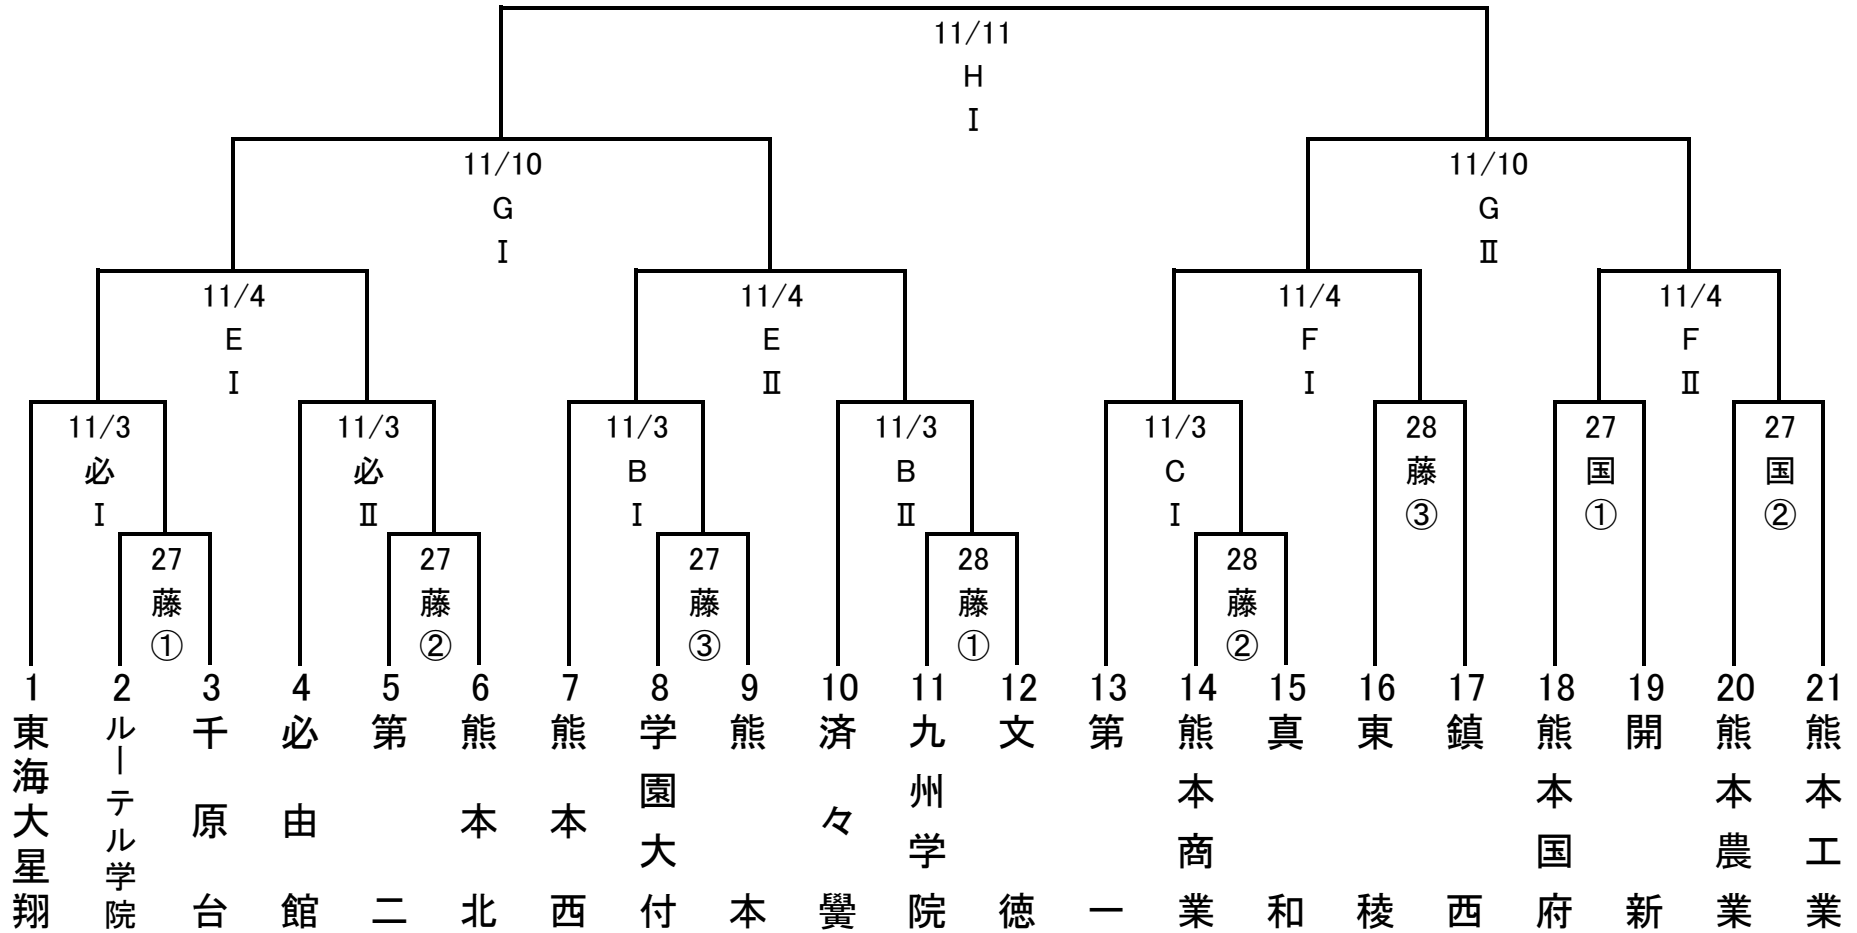 11/11
H
Ⅰ
11/10
G
Ⅰ
11/10
G
Ⅱ
11/4
E
Ⅰ
11/4
E
Ⅱ
11/4
F
Ⅰ
11/4
F
Ⅱ
11/3
必
Ⅰ
11/3
必
Ⅱ
11/3
B
Ⅰ
11/3
B
Ⅱ
11/3
C
Ⅰ
28
藤
③
27
国
①
27
国
②
27
藤
①
27
藤
②
27
藤
③
28
藤
①
28
藤
②
1
東海大星翔
2
ルーテル学院
3
千原台
4
必由館
5
第二
6
熊本北
7
熊本西
8
学園大付
9
熊本
10
済々黌
11
九州学院
12
文徳
13
第一
14
熊本商業
15
真和
16
東稜
17
鎮西
18
熊本国府
19
開新
20
熊本農業
21
熊本工業